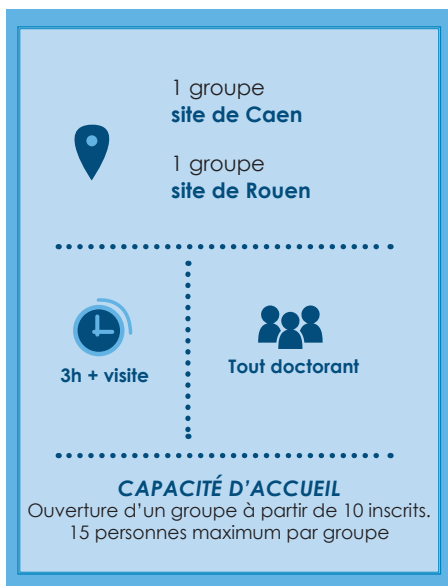 1 groupe
site de Caen
1 groupe
site de Rouen
3h + visite
Tout doctorant
CAPACITÉ D’ACCUEIL
Ouverture d’un groupe à partir de 10 inscrits.
15 personnes maximum par groupe